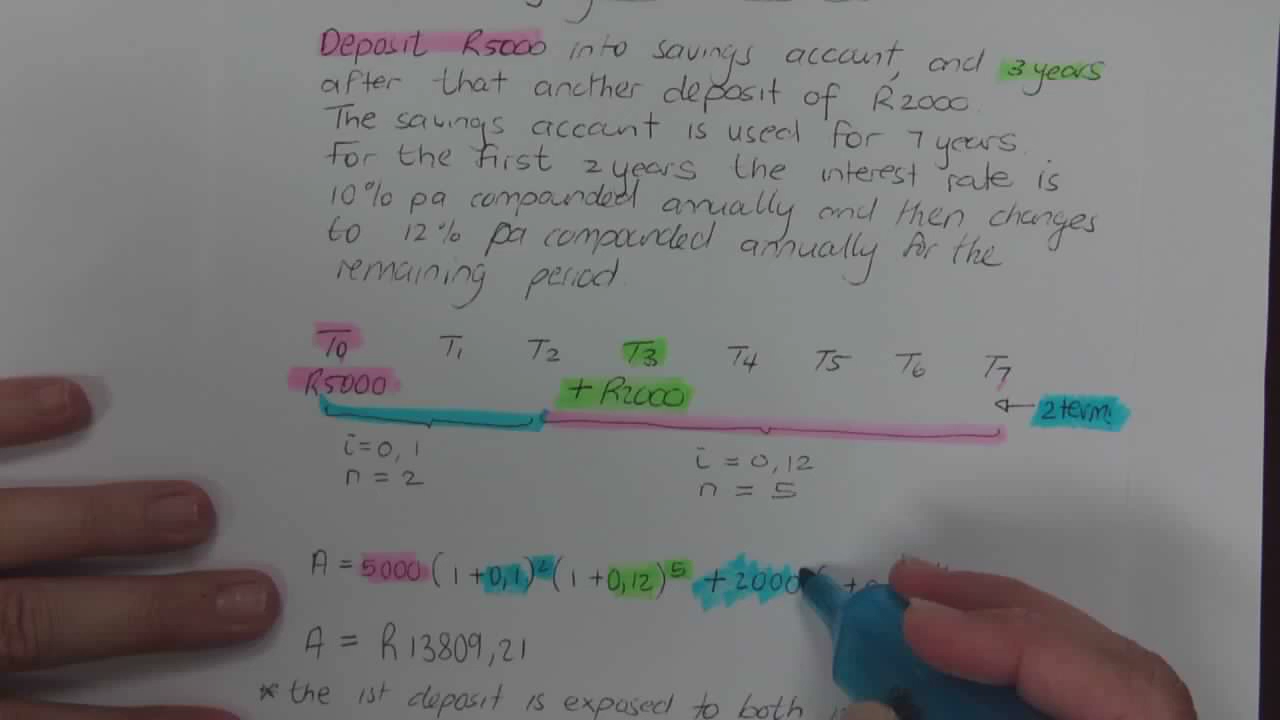 Deposit R5000 into savings account, and 3 years
after that another deposit of R2000.
The savings account is used for 7 years.
For the first 2 years the interest rate is
10% pa compounded anually and then changes
to 12% pa compounded annually for the
remaining period.
T0 T1 T2 T3 T4 T5 T6 T7
R5000 + R2000
2 term
i=0,1
n = 2
i = 0,12
n = 5
A = 5000(1+0,1)²(1+0,12)⁵ + 2000(
A = R13809,21
* the 1st deposit is exposed to both